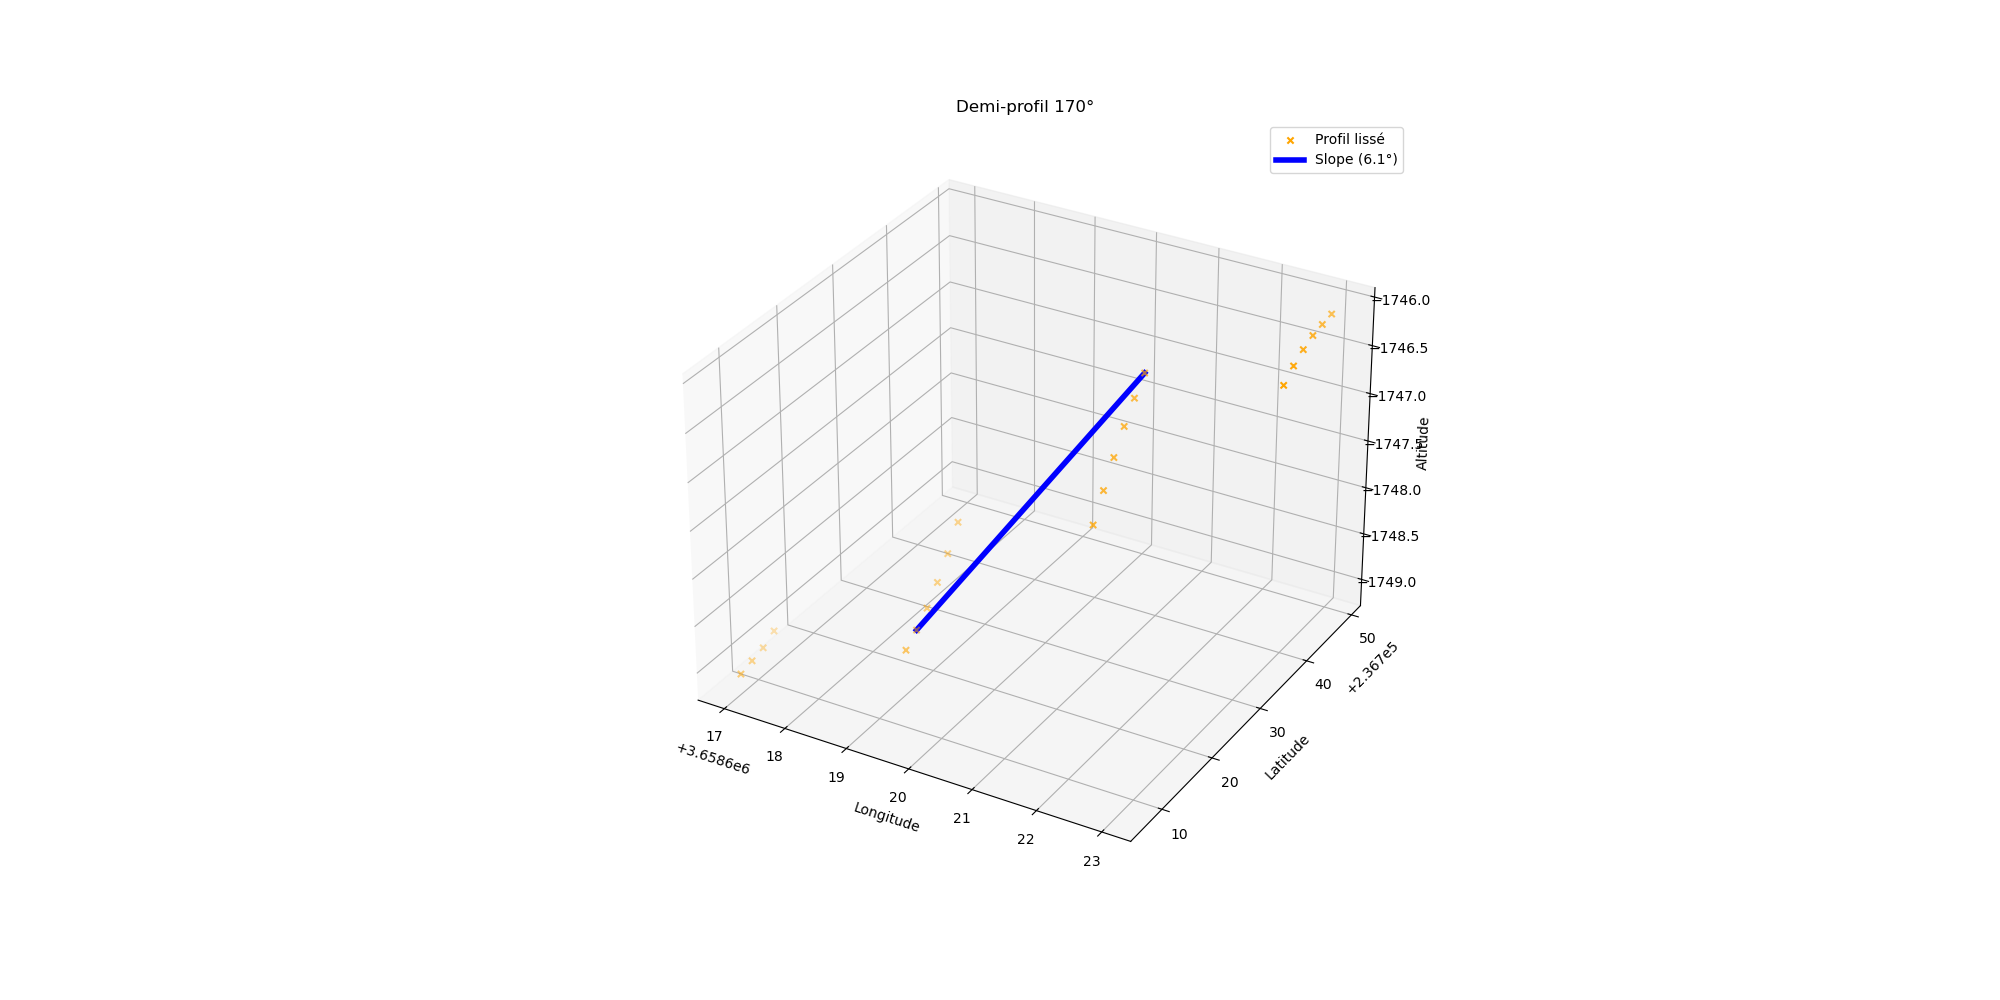 Demi-profil 170°
Profil lissé
Slope (6.1°)
−1746.0
−1746.5
−1747.0
−1747.5
−1748.0
−1748.5
−1749.0
Altitude
50
40
30
20
10
+2.367e5
Latitude
17
18
19
20
21
22
23
+3.6586e6
Longitude